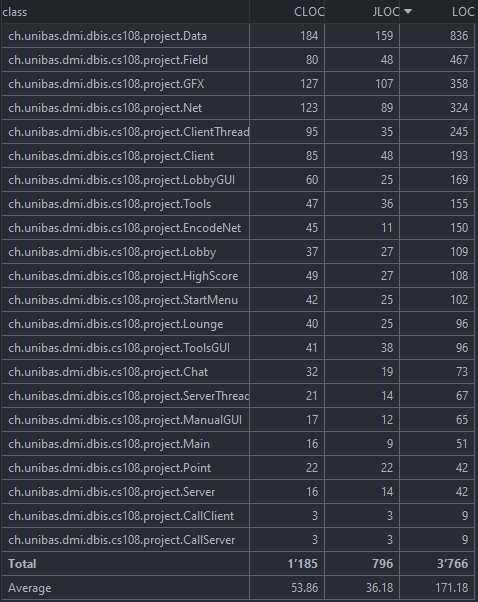 class CLOC JLOC LOC
ch.unibas.dmi.dbis.cs108.project.Data 184 159 836
ch.unibas.dmi.dbis.cs108.project.Field 80 48 467
ch.unibas.dmi.dbis.cs108.project.GFX 127 107 358
ch.unibas.dmi.dbis.cs108.project.Net 123 89 324
ch.unibas.dmi.dbis.cs108.project.ClientThread 95 35 245
ch.unibas.dmi.dbis.cs108.project.Client 85 48 193
ch.unibas.dmi.dbis.cs108.project.LobbyGUI 60 25 169
ch.unibas.dmi.dbis.cs108.project.Tools 47 36 155
ch.unibas.dmi.dbis.cs108.project.EncodeNet 45 11 150
ch.unibas.dmi.dbis.cs108.project.Lobby 37 27 109
ch.unibas.dmi.dbis.cs108.project.HighScore 49 27 108
ch.unibas.dmi.dbis.cs108.project.StartMenu 42 25 102
ch.unibas.dmi.dbis.cs108.project.Lounge 40 25 96
ch.unibas.dmi.dbis.cs108.project.ToolsGUI 41 38 96
ch.unibas.dmi.dbis.cs108.project.Chat 32 19 73
ch.unibas.dmi.dbis.cs108.project.ServerThread 21 14 67
ch.unibas.dmi.dbis.cs108.project.ManualGUI 17 12 65
ch.unibas.dmi.dbis.cs108.project.Main 16 9 51
ch.unibas.dmi.dbis.cs108.project.Point 22 22 42
ch.unibas.dmi.dbis.cs108.project.Server 16 14 42
ch.unibas.dmi.dbis.cs108.project.CallClient 3 3 9
ch.unibas.dmi.dbis.cs108.project.CallServer 3 3 9
Total 1'185 796 3'766
Average 53.86 36.18 171.18